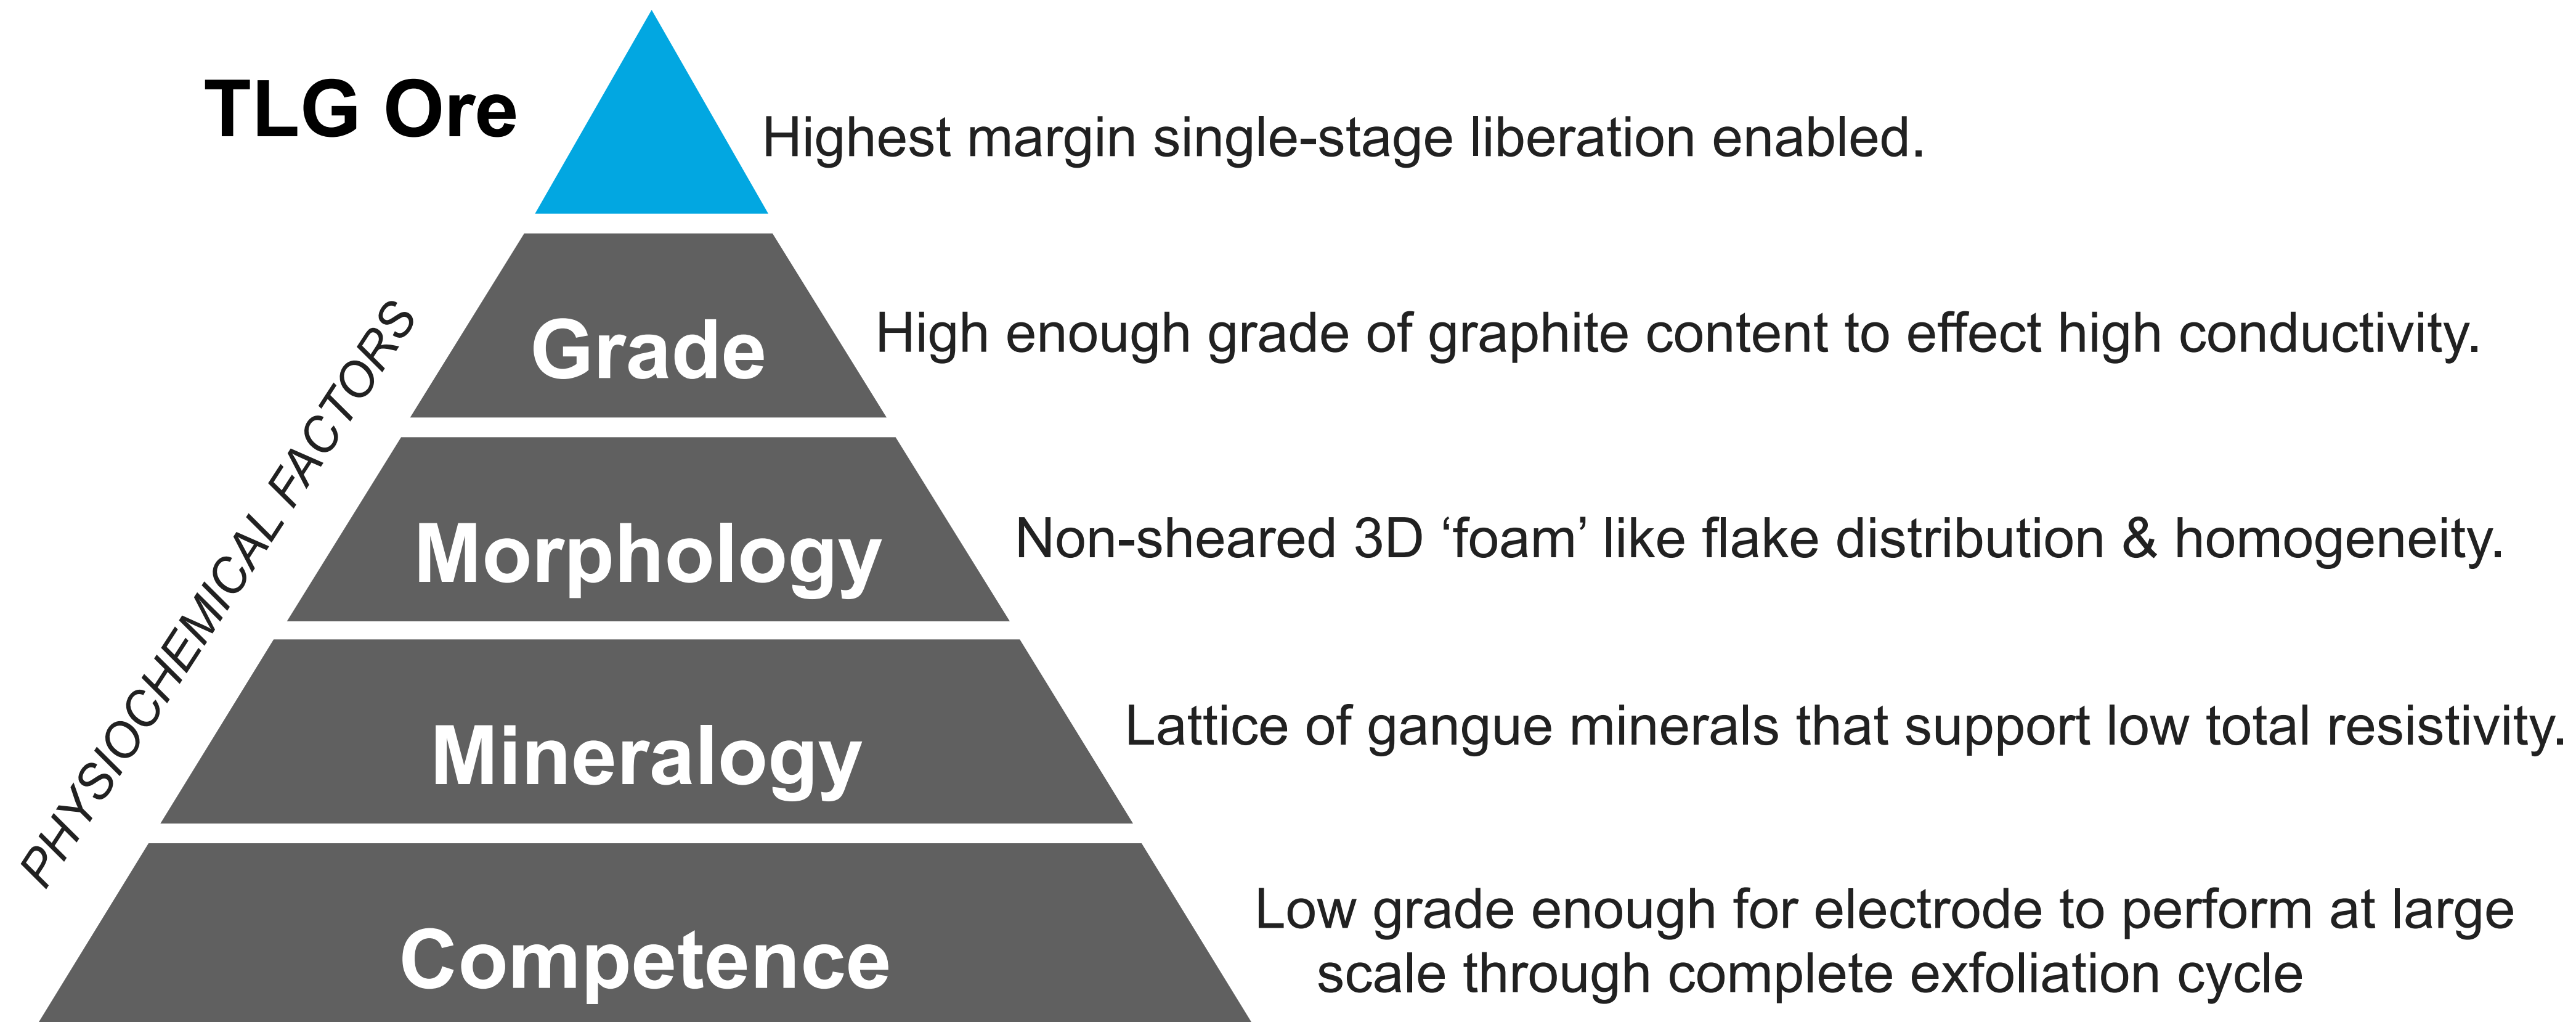 TLG Ore
Highest margin single-stage liberation enabled.
PHYSIOCHEMICAL FACTORS
Grade
High enough grade of graphite content to effect high conductivity.
Morphology
Non-sheared 3D ‘foam’ like flake distribution & homogeneity.
Mineralogy
Lattice of gangue minerals that support low total resistivity.
Competence
Low grade enough for electrode to perform at large
scale through complete exfoliation cycle